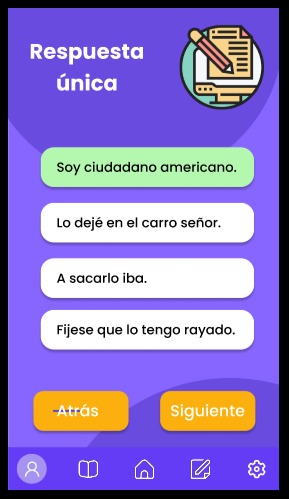 Respuesta
única
Soy ciudadano americano.
Lo dejé en el carro señor.
A sacarlo iba.
Fíjese que lo tengo rayado.
Atrás
Siguiente